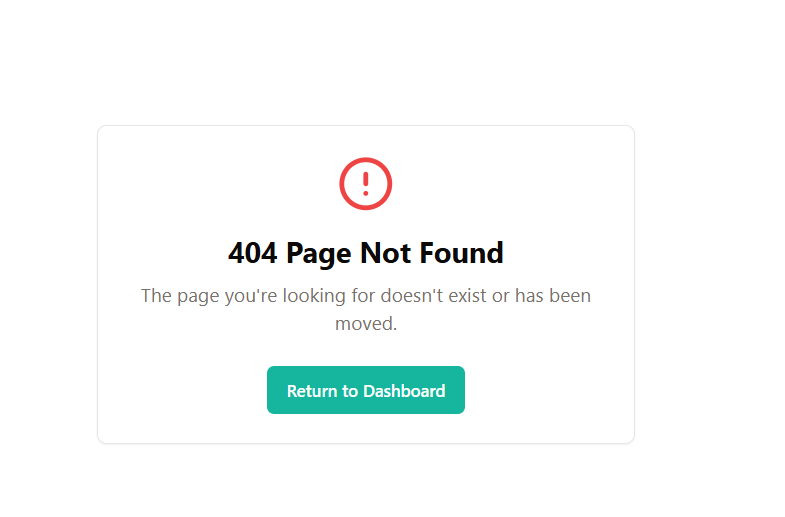 404 Page Not Found
The page you're looking for doesn't exist or has been
moved.
Return to Dashboard